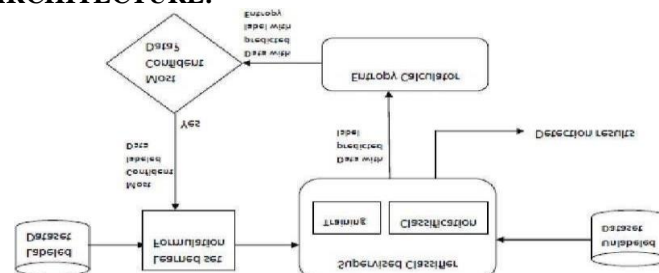 ARCHITECTURE:
Labeled
Dataset
Learned set
Formulation
Supervised Classifier
Training
Classification
Unlabeled
Dataset
Most
Confident
labeled
Data
Yes
Data with
predicted
label
Detection results
Most
Confident
Data?
Data with
predicted
label with
Entropy
Entropy Calculator